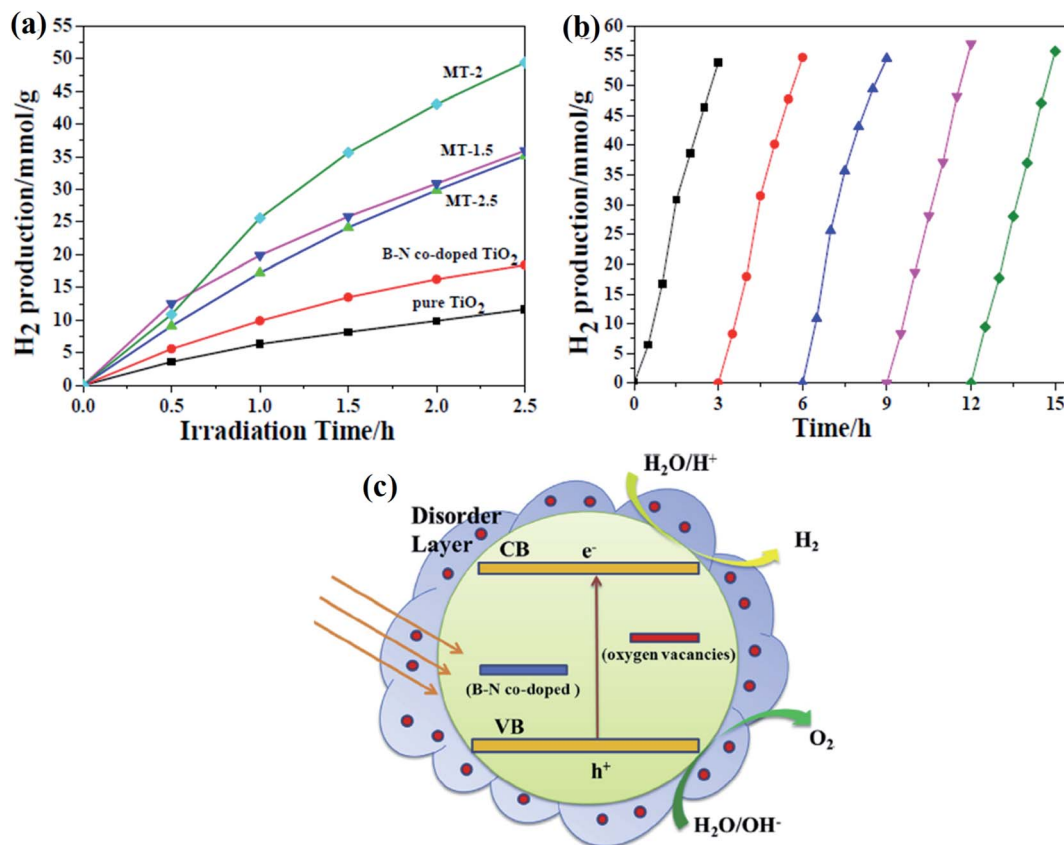 (a)
H2 production/mmol/g
55
50
45
40
35
30
25
20
15
10
5
0
MT-2
MT-1.5
MT-2.5
B-N co-doped TiO2
pure TiO2
0.0 0.5 1.0 1.5 2.0 2.5
Irradiation Time/h
(b)
H2 production/mmol/g
60
55
50
45
40
35
30
25
20
15
10
5
0
0 3 6 9 12 15
Time/h
(c)
H2O/H+
Disorder
Layer
CB e-
H2
(oxygen vacancies)
(B-N co-doped )
VB
O2
h+
H2O/OH-